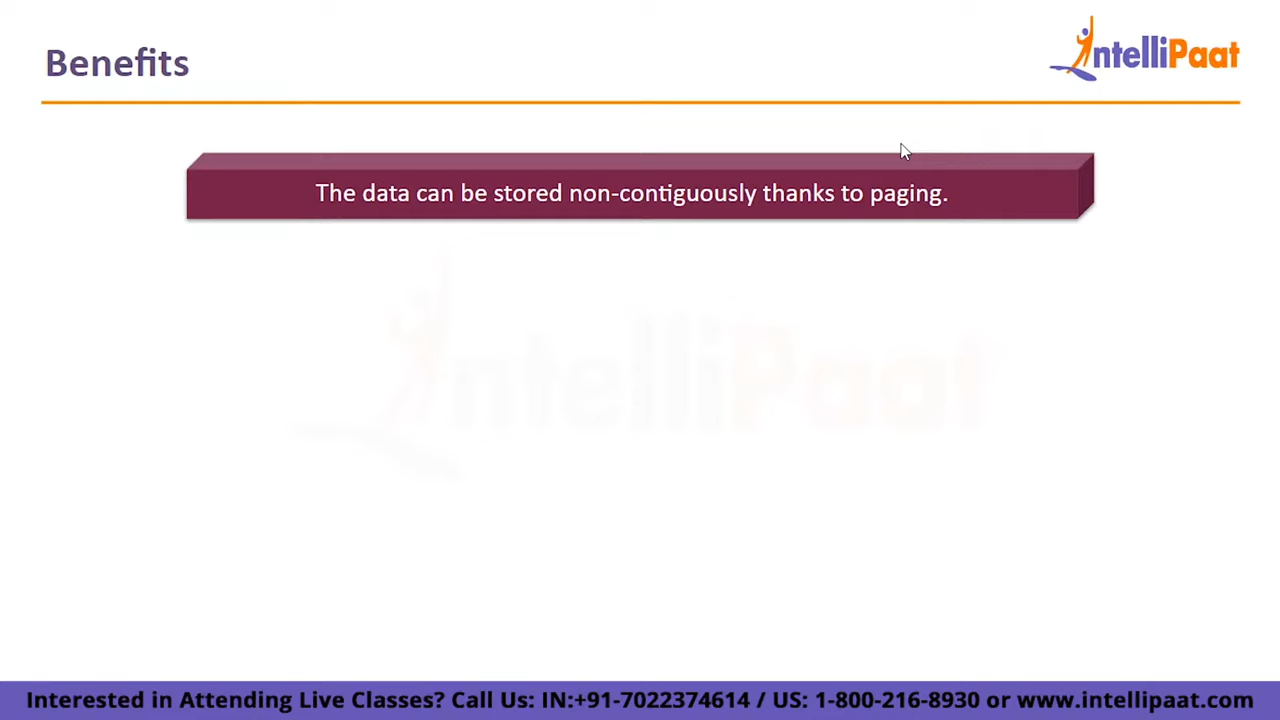 Benefits
IntelliPaat
The data can be stored non-contiguously thanks to paging.
IntelliPaat
Interested in Attending Live Classes? Call Us: IN:+91-7022374614 / US: 1-800-216-8930 or www.intellipaat.com